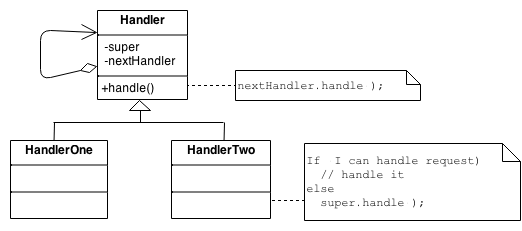 Handler
-super
-nextHandler
+handle()
nextHandler.handle );
HandlerOne
HandlerTwo
If  I can handle request)
// handle it
else
super.handle );